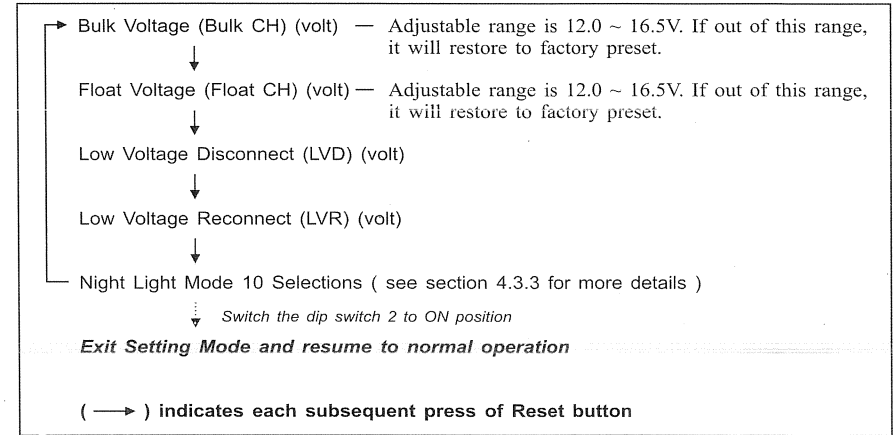 Bulk Voltage (Bulk CH) (volt) — Adjustable range is 12.0 ~ 16.5V. If out of this range,
it will restore to factory preset.
Float Voltage (Float CH) (volt) — Adjustable range is 12.0 ~ 16.5V. If out of this range,
it will restore to factory preset.
Low Voltage Disconnect (LVD) (volt)
Low Voltage Reconnect (LVR) (volt)
Night Light Mode 10 Selections ( see section 4.3.3 for more details )
Switch the dip switch 2 to ON position
Exit Setting Mode and resume to normal operation
( ⟶ ) indicates each subsequent press of Reset button